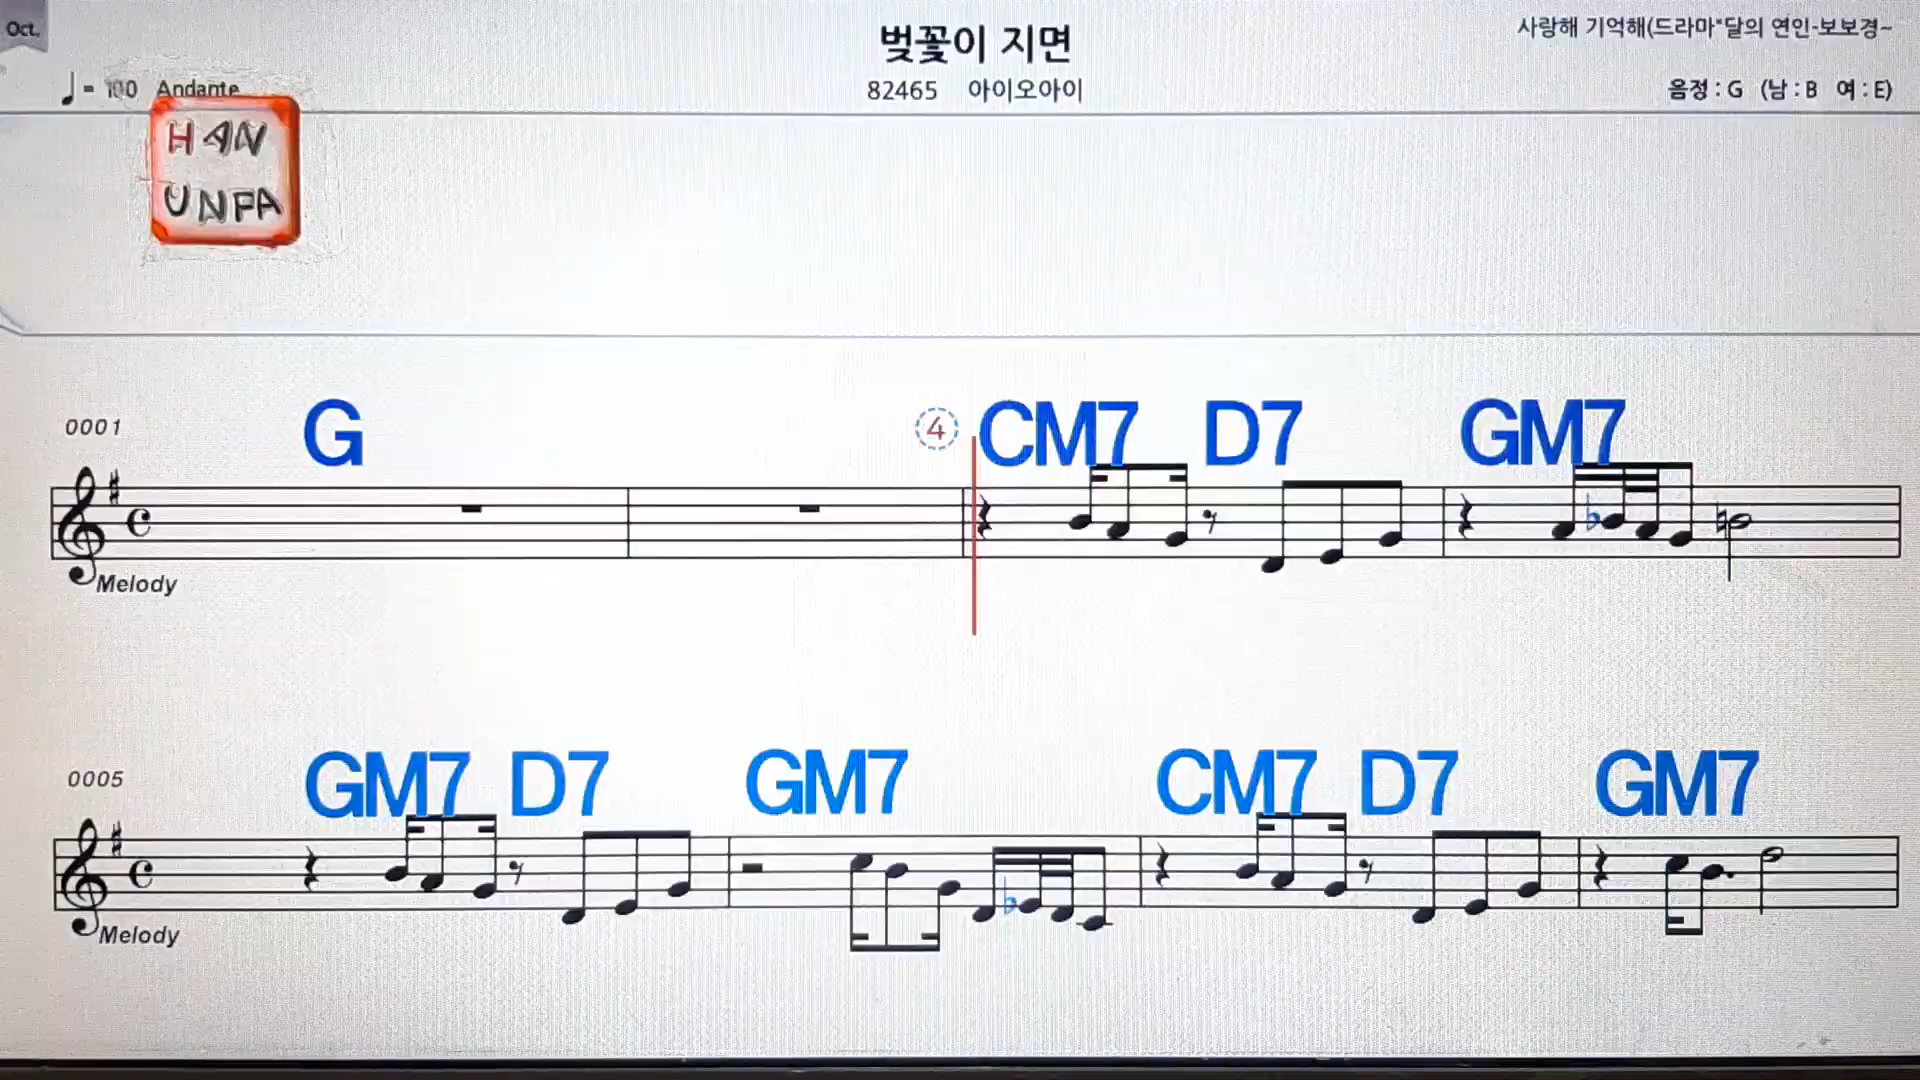 Oct.
벚꽃이 지면
사랑해 기억해(드라마"달의 연인-보보경~
♩= 100 Andante
82465 아이오아이
음정 : G (남 : B 여 : E)
HAN
UNPA
0001 G ④ CM7 D7 GM7
Melody
0005 GM7 D7 GM7 CM7 D7 GM7
Melody